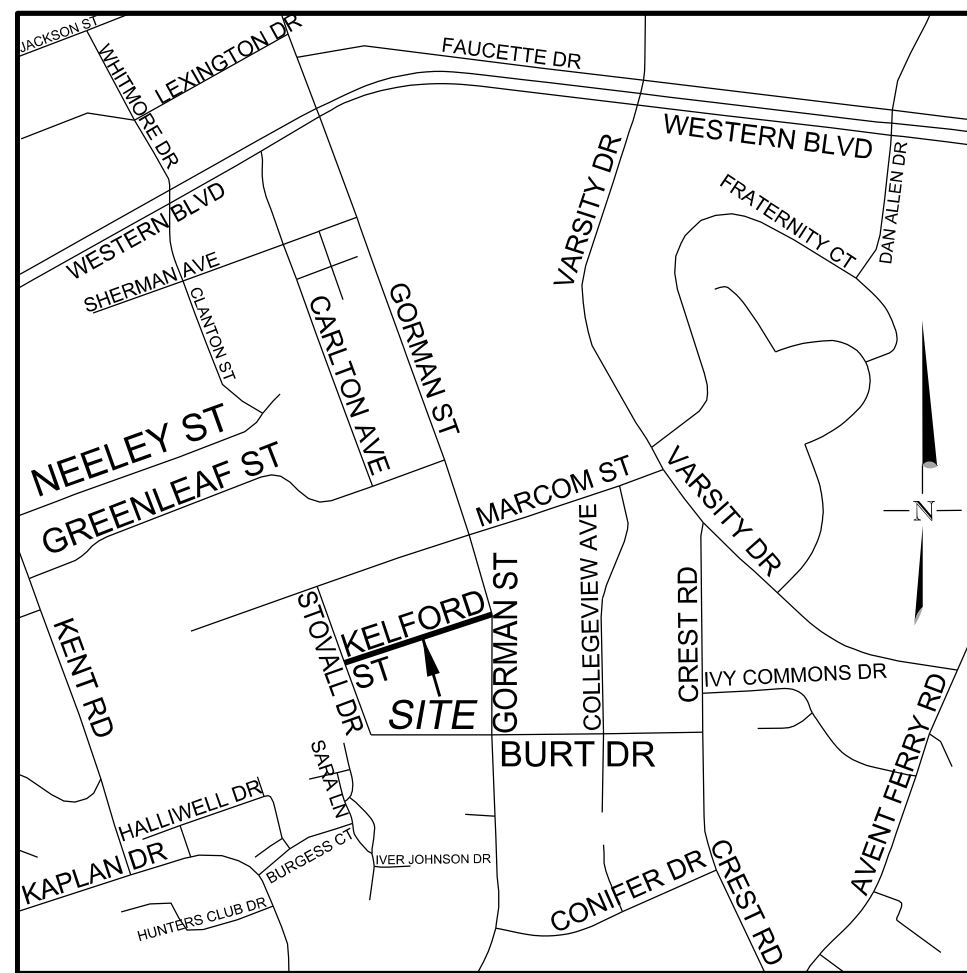 JACKSON ST
WHITMORE DR
LEXINGTON DR
FAUCETTE DR
WESTERN BLVD
VARSITY DR
DAN ALLEN DR
FRATERNITY CT
WESTERN BLVD
SHERMAN AVE
CLANTON ST
CARLTON AVE
GORMAN ST
NEELEY ST
GREENLEAF ST
MARCOM ST
VARSITY DR
N
COLLEGEVIEW AVE
CREST RD
GORMAN ST
KELFORD
ST
STOVALL DR
KENT RD
SITE
IVY COMMONS DR
BURT DR
AVENT FERRY RD
SARA LN
HALLIWELL DR
BURGESS CT
IVER JOHNSON DR
KAPLAN DR
HUNTERS CLUB DR
CONIFER DR
CREST RD